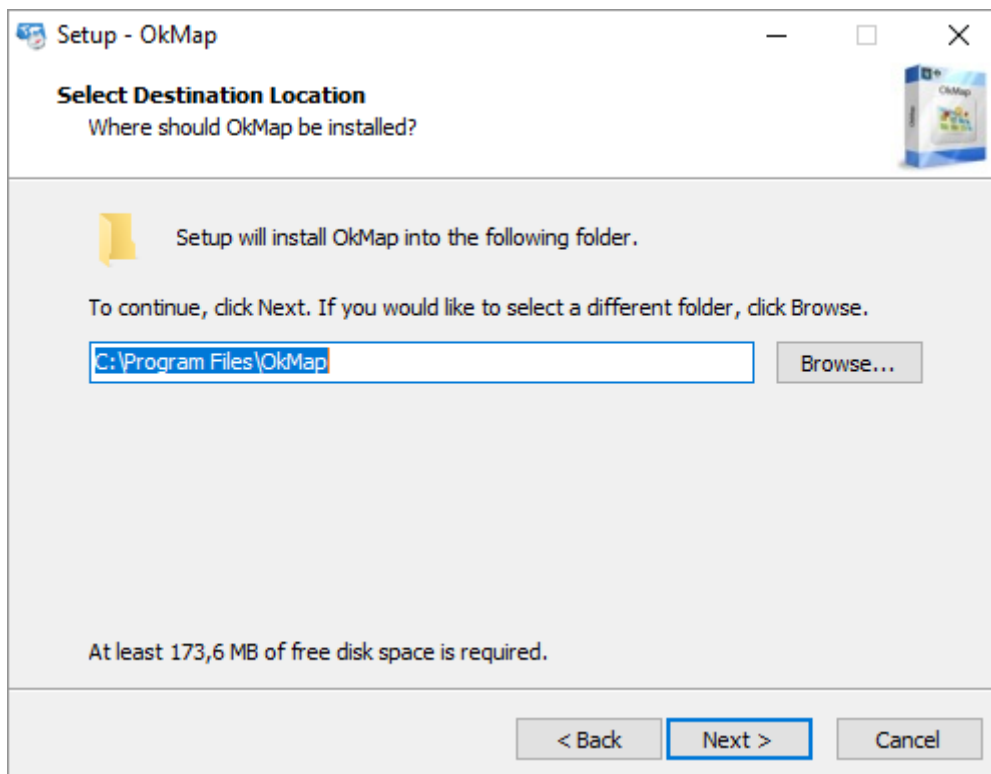 Setup - OkMap
Select Destination Location
Where should OkMap be installed?
OkMap
OkMap
Setup will install OkMap into the following folder.
To continue, click Next. If you would like to select a different folder, click Browse.
C:\Program Files\OkMap
Browse...
At least 173,6 MB of free disk space is required.
< Back
Next >
Cancel